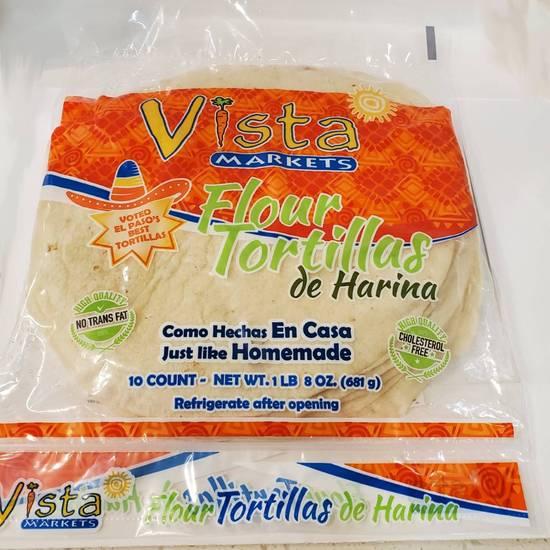 Vista
MARKETS
VOTED
EL PASO'S
BEST
TORTILLAS
Flour
Tortillas
de Harina
HIGH QUALITY
NO TRANS FAT
HIGH QUALITY
CHOLESTEROL
FREE
Como Hechas En Casa
Just like Homemade
10 COUNT - NET WT. 1 LB 8 OZ. (681 g)
Refrigerate after opening
Vista
MARKETS
Flour Tortillas de Harina